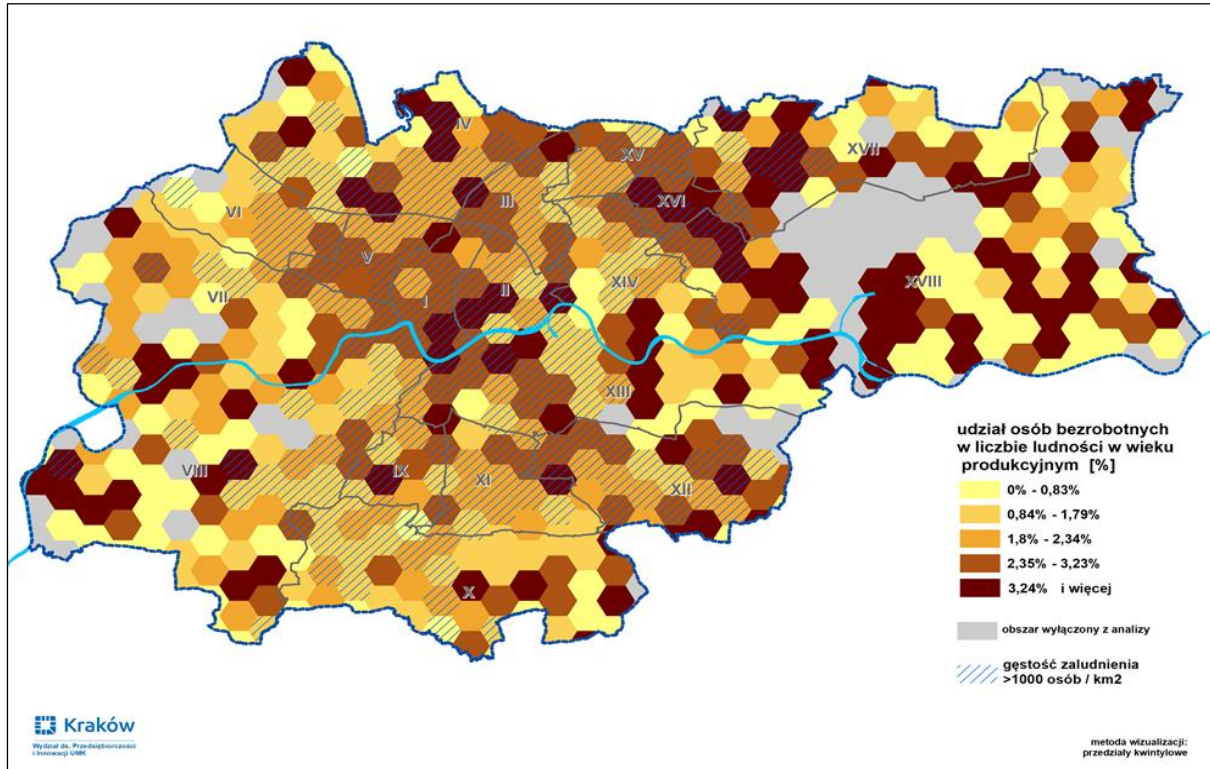 IV
XV
XVII
III
XVI
VI
V
VII
I
II
XIV
XVIII
XIII
VIII
IX
XI
XII
X
udział osób bezrobotnych
w liczbie ludności w wieku
produkcyjnym [%]
0% - 0,83%
0,84% - 1,79%
1,8% - 2,34%
2,35% - 3,23%
3,24% i więcej
obszar wyłączony z analizy
gęstość zaludnienia
>1000 osób / km2
Kraków
Wydział ds. Przedsiębiorczości
i Innowacji UMK
metoda wizualizacji:
przedziały kwintylowe